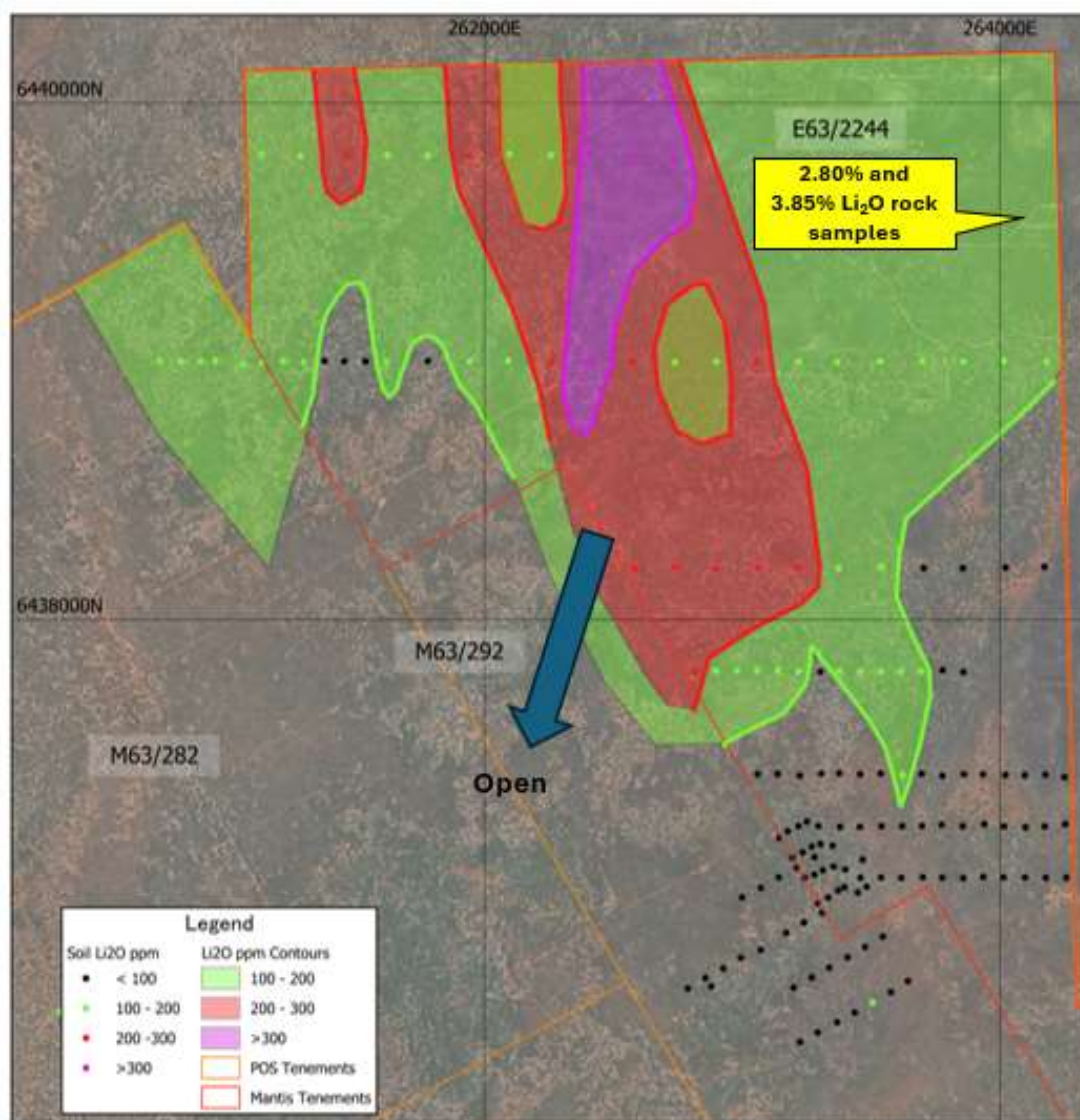 262000E
264000E
6440000N
E63/2244
2.80% and
3.85% Li₂O rock
samples
6438000N
M63/292
M63/282
Open
Legend
Soil Li2O ppm
< 100
100 - 200
200 -300
>300
Li2O ppm Contours
100 - 200
200 - 300
>300
POS Tenements
Mantis Tenements